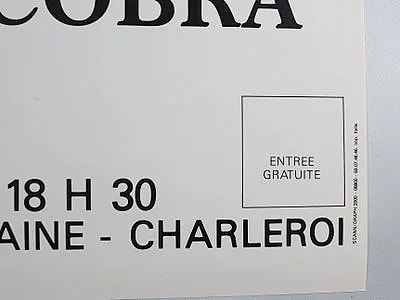 COBRA
ENTREE
GRATUITE
18 H 30
AINE - CHARLEROI